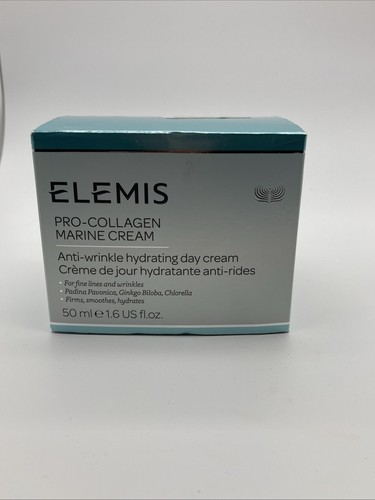 ELEMIS
PRO-COLLAGEN
MARINE CREAM
Anti-wrinkle hydrating day cream
Crème de jour hydratante anti-rides
• For fine lines and wrinkles
• Padina Pavonica, Ginkgo Biloba, Chlorella
• Firms, smoothes, hydrates
50 ml ℮ 1.6 US fl.oz.